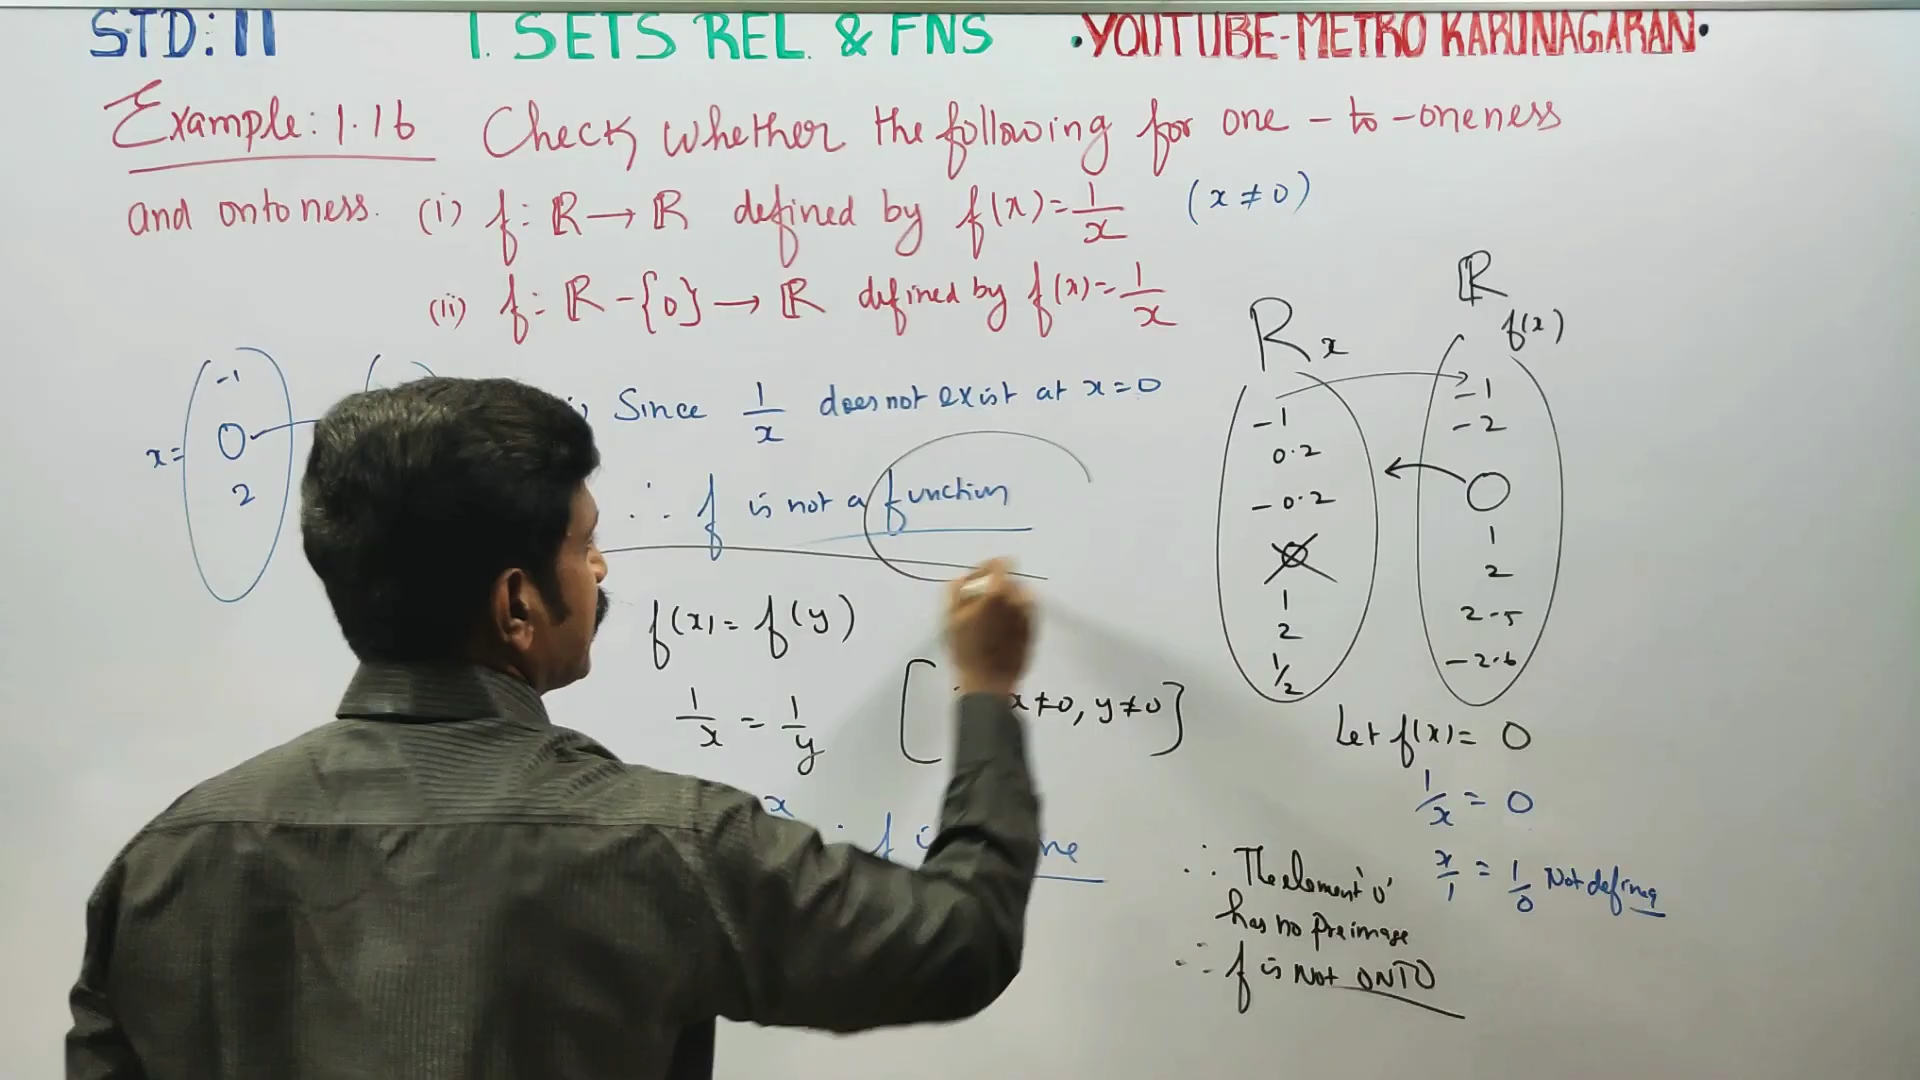 STD: 11 1. SETS REL. & FNS •YOUTUBE-METRO KARUNAGARAN•
Example: 1.16 Check whether the following for one-to-oneness
and ontoness. (i) f: ℝ→ℝ defined by f(x)=1/x (x≠0)
(ii) f: ℝ-{0}→ℝ defined by f(x)=1/x
x=
-1
0
2
Since 1/x does not exist at x=0
∴ f is not a function
f(x)=f(y)
1/x = 1/y [x≠0, y≠0]
x
R x
-1
0.2
-0.2
0
1
2
1/2
ℝ
f(x)
-1
-2
0
1
2
2.5
-2.6
Let f(x)= 0
1/x = 0
x/1 = 1/0 Not define
∴ The element '0'
has no Preimage
∴ f is Not ONTO